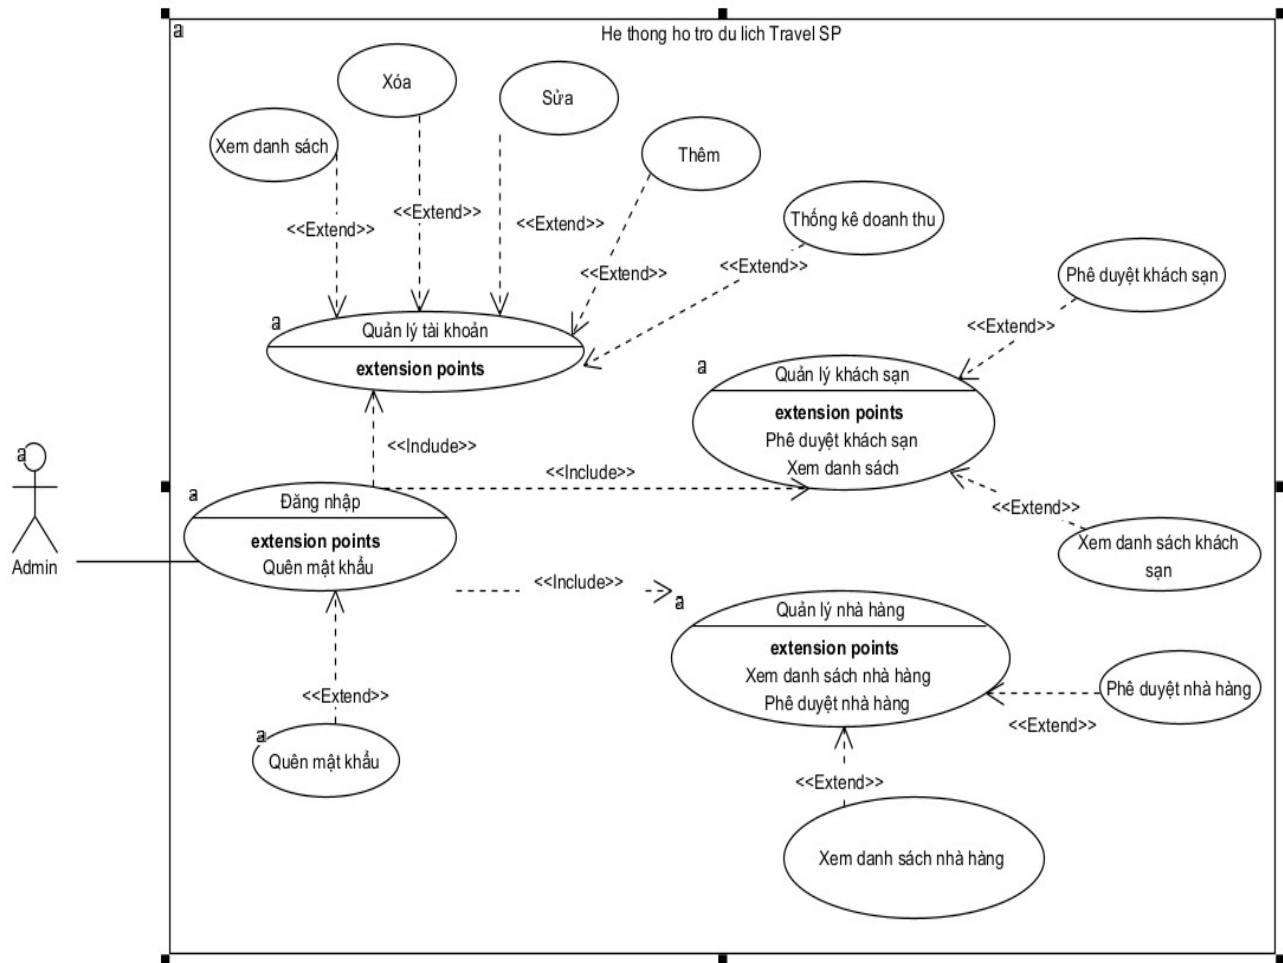 a
He thong ho tro du lich Travel SP
Xóa
Sửa
Xem danh sách
Thêm
<<Extend>>
<<Extend>>
<<Extend>>
<<Extend>>
Thống kê doanh thu
<<Extend>>
Phê duyệt khách sạn
<<Extend>>
a
Quản lý tài khoản
extension points
a
Quản lý khách sạn
extension points
Phê duyệt khách sạn
Xem danh sách
<<Include>>
<<Include>>
a
Admin
a
Đăng nhập
extension points
Quên mật khẩu
<<Extend>>
Xem danh sách khách
sạn
<<Include>>
a
Quản lý nhà hàng
extension points
Xem danh sách nhà hàng
Phê duyệt nhà hàng
Phê duyệt nhà hàng
<<Extend>>
<<Extend>>
a
Quên mật khẩu
<<Extend>>
Xem danh sách nhà hàng